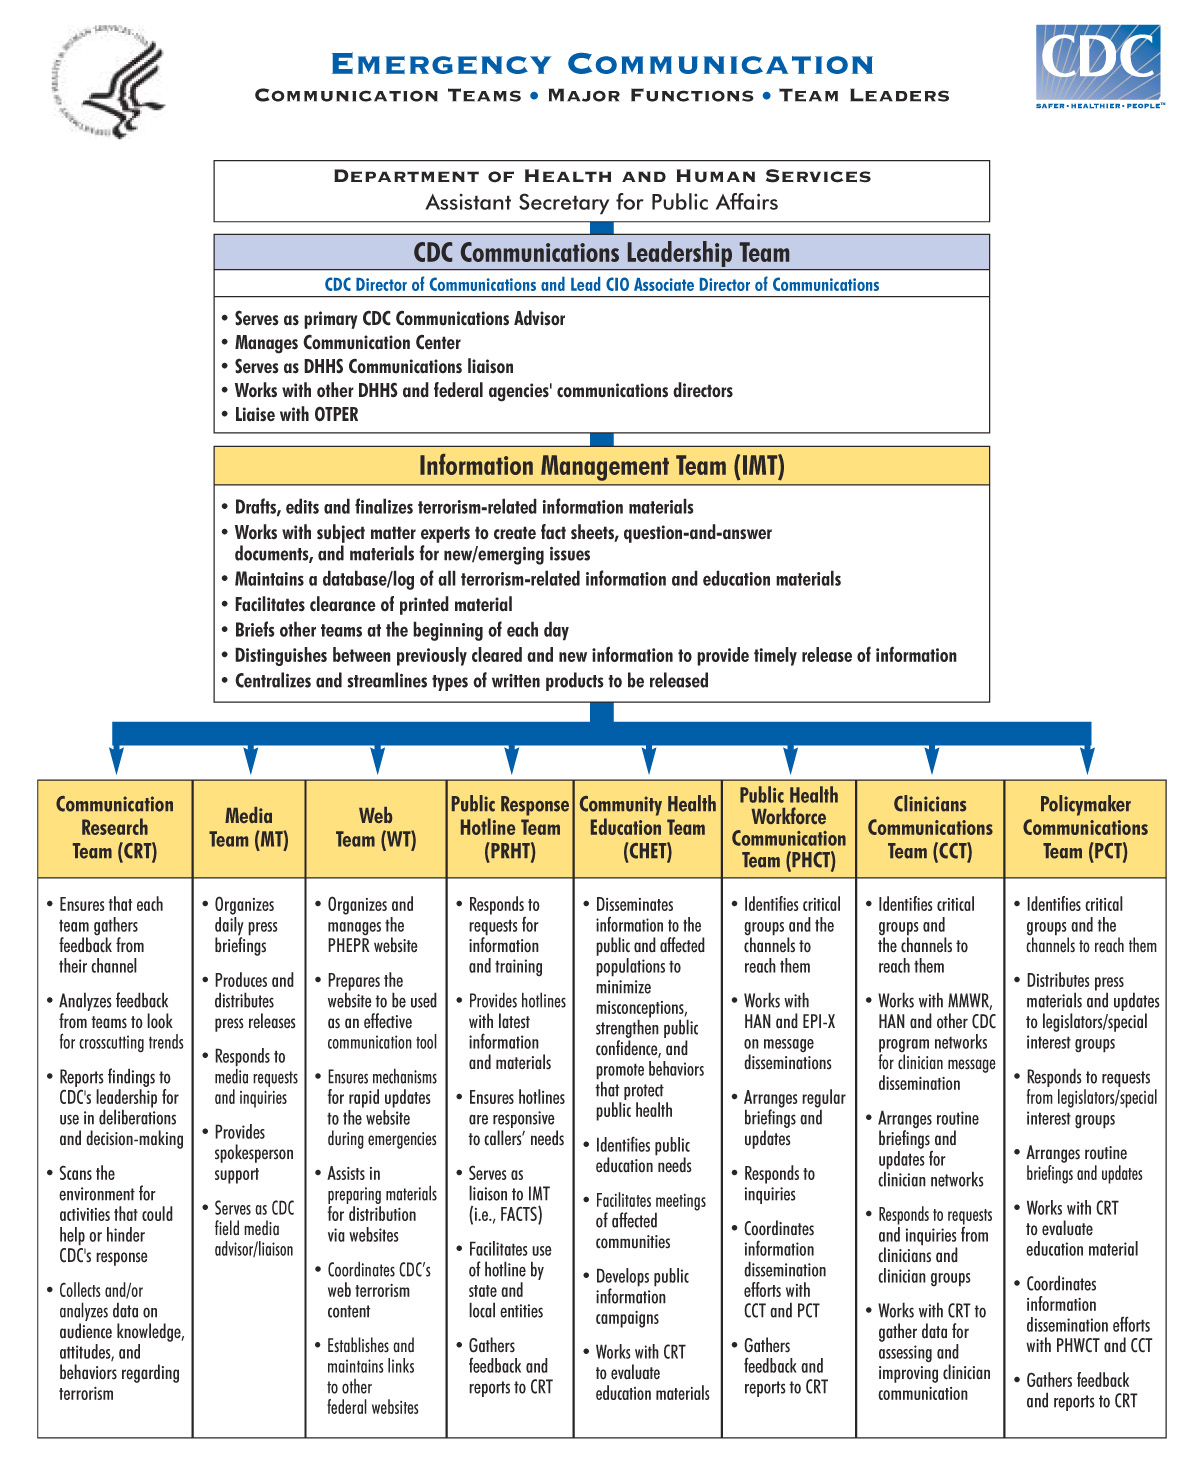 DEPARTMENT OF HEALTH & HUMAN SERVICES • USA
EMERGENCY COMMUNICATION
COMMUNICATION TEAMS • MAJOR FUNCTIONS • TEAM LEADERS
CDC
SAFER • HEALTHIER • PEOPLE™
DEPARTMENT OF HEALTH AND HUMAN SERVICES
Assistant Secretary for Public Affairs
CDC Communications Leadership Team
CDC Director of Communications and Lead CIO Associate Director of Communications
• Serves as primary CDC Communications Advisor
• Manages Communication Center
• Serves as DHHS Communications liaison
• Works with other DHHS and federal agencies' communications directors
• Liaise with OTPER
Information Management Team (IMT)
• Drafts, edits and finalizes terrorism-related information materials
• Works with subject matter experts to create fact sheets, question-and-answer
documents, and materials for new/emerging issues
• Maintains a database/log of all terrorism-related information and education materials
• Facilitates clearance of printed material
• Briefs other teams at the beginning of each day
• Distinguishes between previously cleared and new information to provide timely release of information
• Centralizes and streamlines types of written products to be released
Communication
Research
Team (CRT)
• Ensures that each
team gathers
feedback from
their channel
• Analyzes feedback
from teams to look
for crosscutting trends
• Reports findings to
CDC's leadership for
use in deliberations
and decision-making
• Scans the
environment for
activities that could
help or hinder
CDC's response
• Collects and/or
analyzes data on
audience knowledge,
attitudes, and
behaviors regarding
terrorism
Media
Team (MT)
• Organizes
daily press
briefings
• Produces and
distributes
press releases
• Responds to
media requests
and inquiries
• Provides
spokesperson
support
• Serves as CDC
field media
advisor/liaison
Web
Team (WT)
• Organizes and
manages the
PHEPR website
• Prepares the
website to be used
as an effective
communication tool
• Ensures mechanisms
for rapid updates
to the website
during emergencies
• Assists in
preparing materials
for distribution
via websites
• Coordinates CDC’s
web terrorism
content
• Establishes and
maintains links
to other
federal websites
Public Response
Hotline Team
(PRHT)
• Responds to
requests for
information
and training
• Provides hotlines
with latest
information
and materials
• Ensures hotlines
are responsive
to callers’ needs
• Serves as
liaison to IMT
(i.e., FACTS)
• Facilitates use
of hotline by
state and
local entities
• Gathers
feedback and
reports to CRT
Community Health
Education Team
(CHET)
• Disseminates
information to the
public and affected
populations to
minimize
misconceptions,
strengthen public
confidence, and
promote behaviors
that protect
public health
• Identifies public
education needs
• Facilitates meetings
of affected
communities
• Develops public
information
campaigns
• Works with CRT
to evaluate
education materials
Public Health
Workforce
Communication
Team (PHCT)
• Identifies critical
groups and the
channels to
reach them
• Works with
HAN and EPI-X
on message
disseminations
• Arranges regular
briefings and
updates
• Responds to
inquiries
• Coordinates
information
dissemination
efforts with
CCT and PCT
• Gathers
feedback and
reports to CRT
Clinicians
Communications
Team (CCT)
• Identifies critical
groups and
the channels to
reach them
• Works with MMWR,
HAN and other CDC
program networks
for clinician message
dissemination
• Arranges routine
briefings and
updates for
clinician networks
• Responds to requests
and inquiries from
clinicians and
clinician groups
• Works with CRT to
gather data for
assessing and
improving clinician
communication
Policymaker
Communications
Team (PCT)
• Identifies critical
groups and the
channels to reach them
• Distributes press
materials and updates
to legislators/special
interest groups
• Responds to requests
from legislators/special
interest groups
• Arranges routine
briefings and updates
• Works with CRT
to evaluate
education material
• Coordinates
information
dissemination efforts
with PHWCT and CCT
• Gathers feedback
and reports to CRT